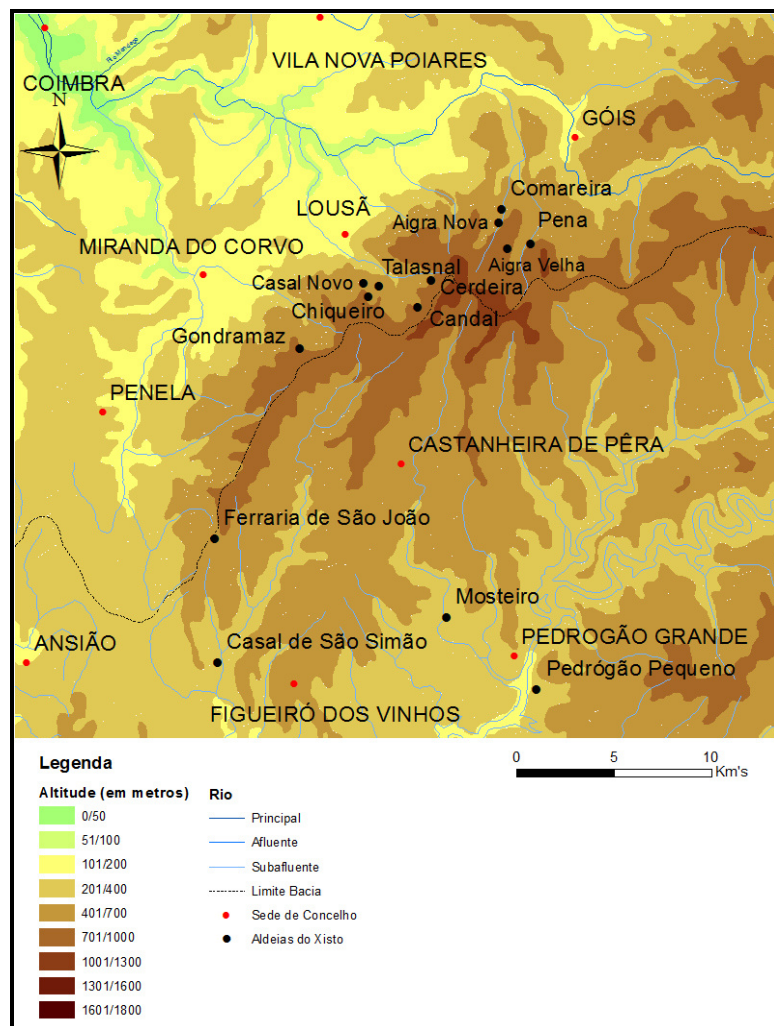 Rio Mondego
VILA NOVA POIARES
COIMBRA
N
GÓIS
Comareira
LOUSÃ
Aigra Nova
Pena
MIRANDA DO CORVO
Talasnal
Aigra Velha
Casal Novo
Cerdeira
Chiqueiro
Candal
Gondramaz
PENELA
CASTANHEIRA DE PÊRA
Ferraria de São João
Mosteiro
ANSIÃO
Casal de São Simão
PEDROGÃO GRANDE
Pedrógão Pequeno
FIGUEIRÓ DOS VINHOS
Legenda
0 5 10
Km's
Altitude (em metros)
0/50
51/100
101/200
201/400
401/700
701/1000
1001/1300
1301/1600
1601/1800
Rio
Principal
Afluente
Subafluente
Limite Bacia
Sede de Concelho
Aldeias do Xisto